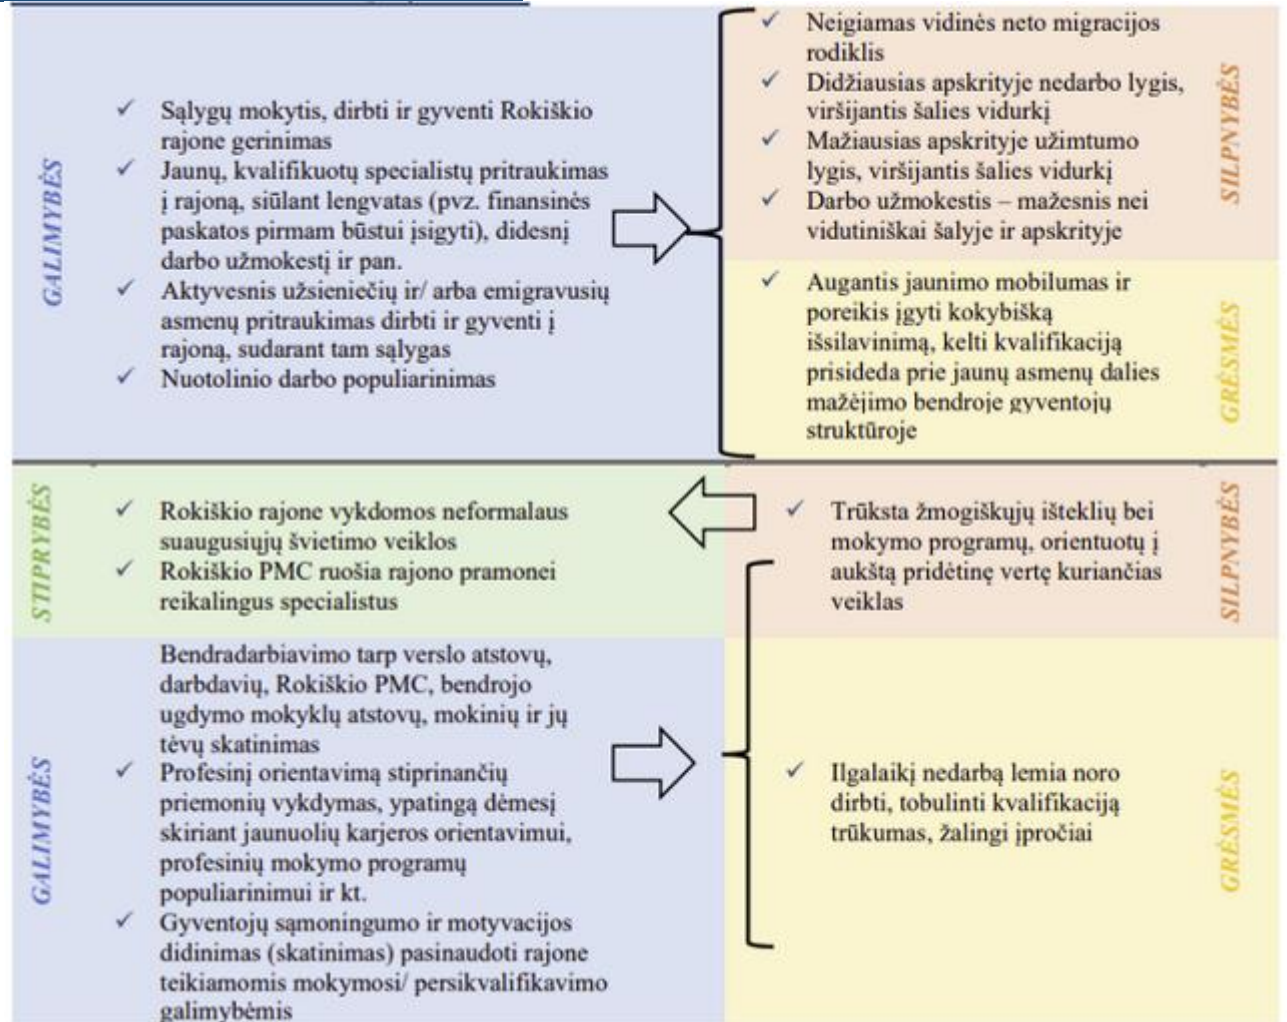 GALIMYBĖS
✓ Sąlygų mokytis, dirbti ir gyventi Rokiškio
rajone gerinimas
✓ Jaunų, kvalifikuotų specialistų pritraukimas
į rajoną, siūlant lengvatas (pvz. finansinės
paskatos pirmam būstui įsigyti), didesnį
darbo užmokestį ir pan.
✓ Aktyvesnis užsieniečių ir/ arba emigravusių
asmenų pritraukimas dirbti ir gyventi į
rajoną, sudarant tam sąlygas
✓ Nuotolinio darbo populiarinimas
✓ Neigiamas vidinės neto migracijos
rodiklis
✓ Didžiausias apskrityje nedarbo lygis,
viršijantis šalies vidurkį
✓ Mažiausias apskrityje užimtumo
lygis, viršijantis šalies vidurkį
✓ Darbo užmokestis – mažesnis nei
vidutiniškai šalyje ir apskrityje
SILPNYBĖS
✓ Augantis jaunimo mobilumas ir
poreikis įgyti kokybišką
išsilavinimą, kelti kvalifikaciją
prisideda prie jaunų asmenų dalies
mažėjimo bendroje gyventojų
struktūroje
GRĖSMĖS
STIPRYBĖS
✓ Rokiškio rajone vykdomos neformalaus
suaugusiųjų švietimo veiklos
✓ Rokiškio PMC ruošia rajono pramonei
reikalingus specialistus
✓ Trūksta žmogiškųjų išteklių bei
mokymo programų, orientuotų į
aukštą pridėtinę vertę kuriančias
veiklas
SILPNYBĖS
GALIMYBĖS
Bendradarbiavimo tarp verslo atstovų,
darbdavių, Rokiškio PMC, bendrojo
ugdymo mokyklų atstovų, mokinių ir jų
tėvų skatinimas
✓ Profesinį orientavimą stiprinančių
priemonių vykdymas, ypatingą dėmesį
skiriant jaunuolių karjeros orientavimui,
profesinių mokymo programų
populiarinimui ir kt.
✓ Gyventojų sąmoningumo ir motyvacijos
didinimas (skatinimas) pasinaudoti rajone
teikiamomis mokymosi/ persikvalifikavimo
galimybėmis
✓ Ilgalaikį nedarbą lemia noro
dirbti, tobulinti kvalifikaciją
trūkumas, žalingi įpročiai
GRĖSMĖS